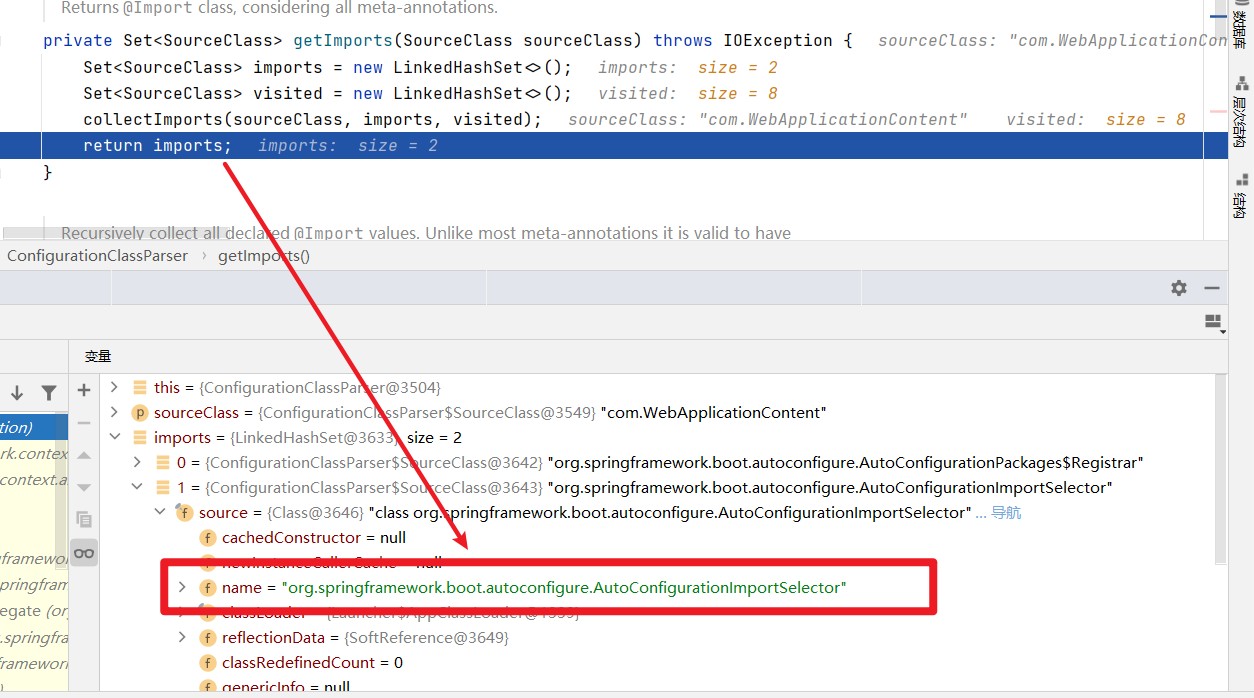 Returns @Import class, considering all meta-annotations.
private Set<SourceClass> getImports(SourceClass sourceClass) throws IOException {   sourceClass: "com.WebApplicationCon
Set<SourceClass> imports = new LinkedHashSet<>();   imports:  size = 2
Set<SourceClass> visited = new LinkedHashSet<>();   visited:  size = 8
collectImports(sourceClass, imports, visited);   sourceClass: "com.WebApplicationContent"    visited:  size = 8
return imports;   imports:  size = 2
}
Recursively collect all declared @Import values. Unlike most meta-annotations it is valid to have
ConfigurationClassParser › getImports()
数据库
层次结构
结构
变量
this = {ConfigurationClassParser@3504}
sourceClass = {ConfigurationClassParser$SourceClass@3549} "com.WebApplicationContent"
imports = {LinkedHashSet@3633} size = 2
0 = {ConfigurationClassParser$SourceClass@3642} "org.springframework.boot.autoconfigure.AutoConfigurationPackages$Registrar"
1 = {ConfigurationClassParser$SourceClass@3643} "org.springframework.boot.autoconfigure.AutoConfigurationImportSelector"
source = {Class@3646} "class org.springframework.boot.autoconfigure.AutoConfigurationImportSelector" ... 导航
cachedConstructor = null
newInstanceCallerCache = null
name = "org.springframework.boot.autoconfigure.AutoConfigurationImportSelector"
classLoader = {Launcher$AppClassLoader@
reflectionData = {SoftReference@3649}
classRedefinedCount = 0
genericInfo = null
tion)
rk.contex
context.a
gframewo
springfram
egate (or
.springfra
framework